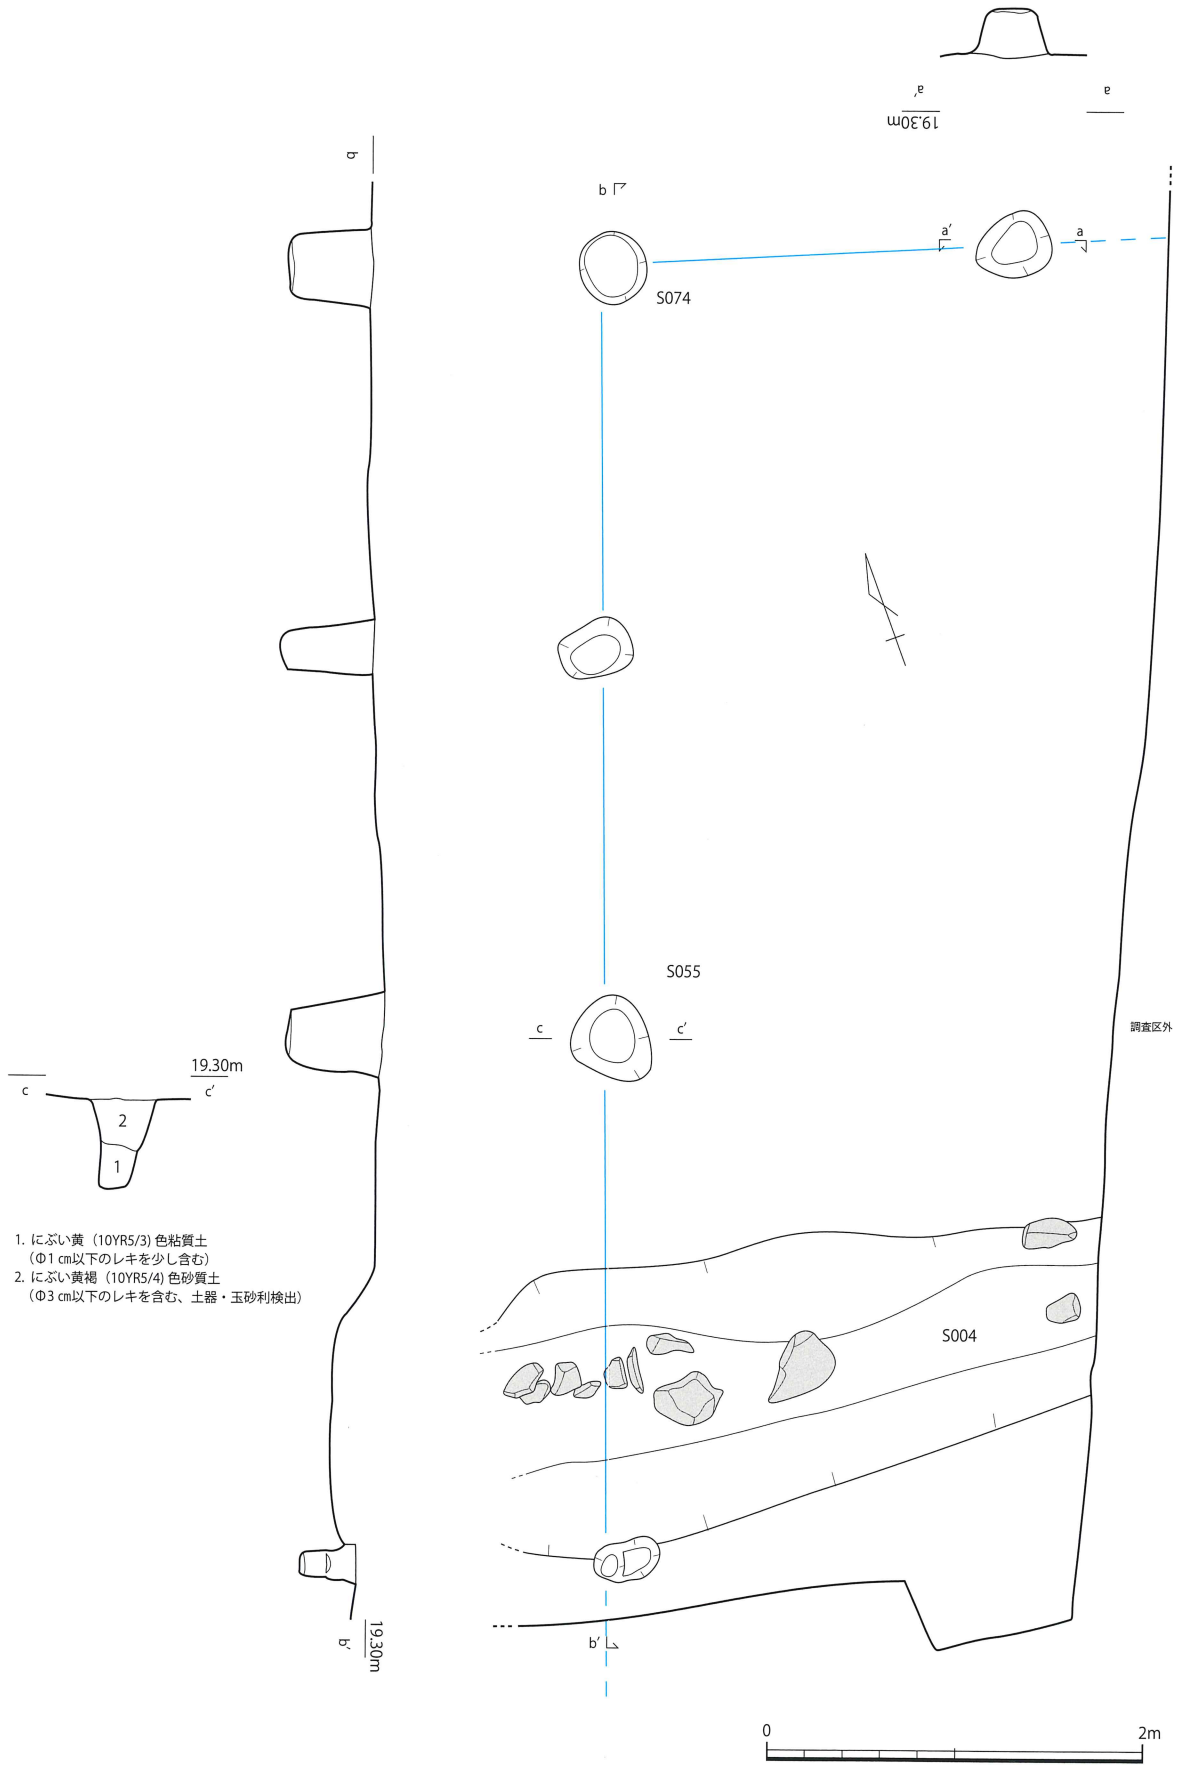 a'
a
19.30m
b
b
a'
a
S074
S055
c
c'
調査区外
19.30m
c
c'
2
1
1. にぶい黄（10YR5/3) 色粘質土
（Φ1 ㎝以下のレキを少し含む）
2. にぶい黄褐（10YR5/4) 色砂質土
（Φ3 ㎝以下のレキを含む、土器・玉砂利検出）
S004
b'
19.30m
b'
0
2m